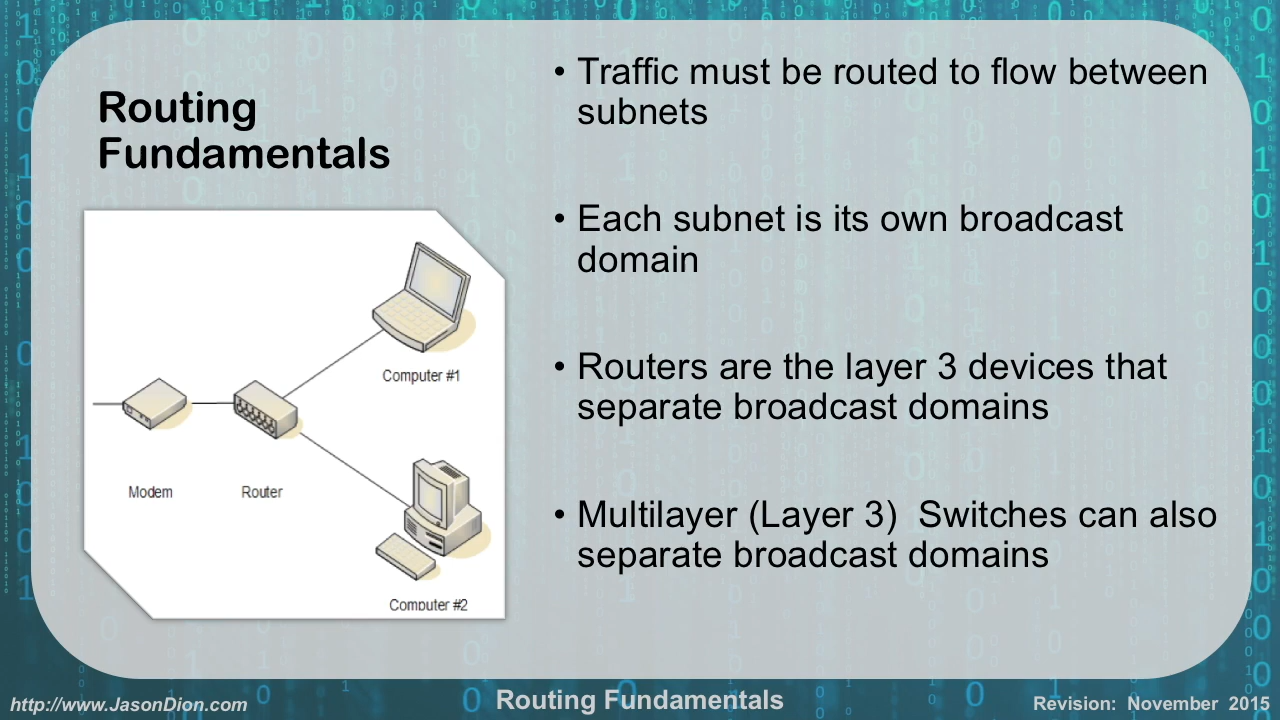 Routing
Fundamentals
• Traffic must be routed to flow between
subnets
• Each subnet is its own broadcast
domain
• Routers are the layer 3 devices that
separate broadcast domains
• Multilayer (Layer 3)  Switches can also
separate broadcast domains
Computer #1
Modem
Router
Computer #2
http://www.JasonDion.com
Routing Fundamentals
Revision:  November  2015